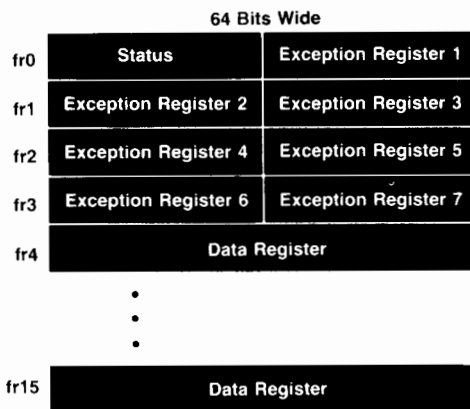 64 Bits Wide
fr0 Status Exception Register 1
fr1 Exception Register 2 Exception Register 3
fr2 Exception Register 4 Exception Register 5
fr3 Exception Register 6 Exception Register 7
fr4 Data Register
fr15 Data Register